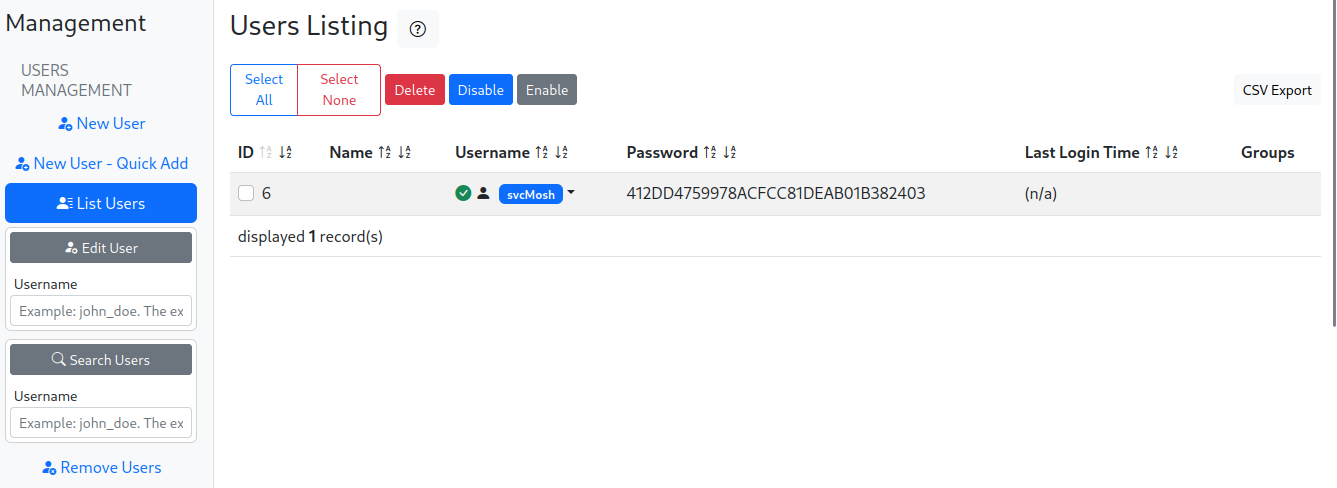 Management
USERS
MANAGEMENT
New User
New User - Quick Add
List Users
Edit User
Username
Example: john_doe. The ex
Search Users
Username
Example: john_doe. The ex
Remove Users
Users Listing
Select All
Select None
Delete
Disable
Enable
CSV Export
ID Name Username Password Last Login Time Groups
6 svcMosh 412DD4759978ACFCC81DEAB01B382403 (n/a)
displayed 1 record(s)